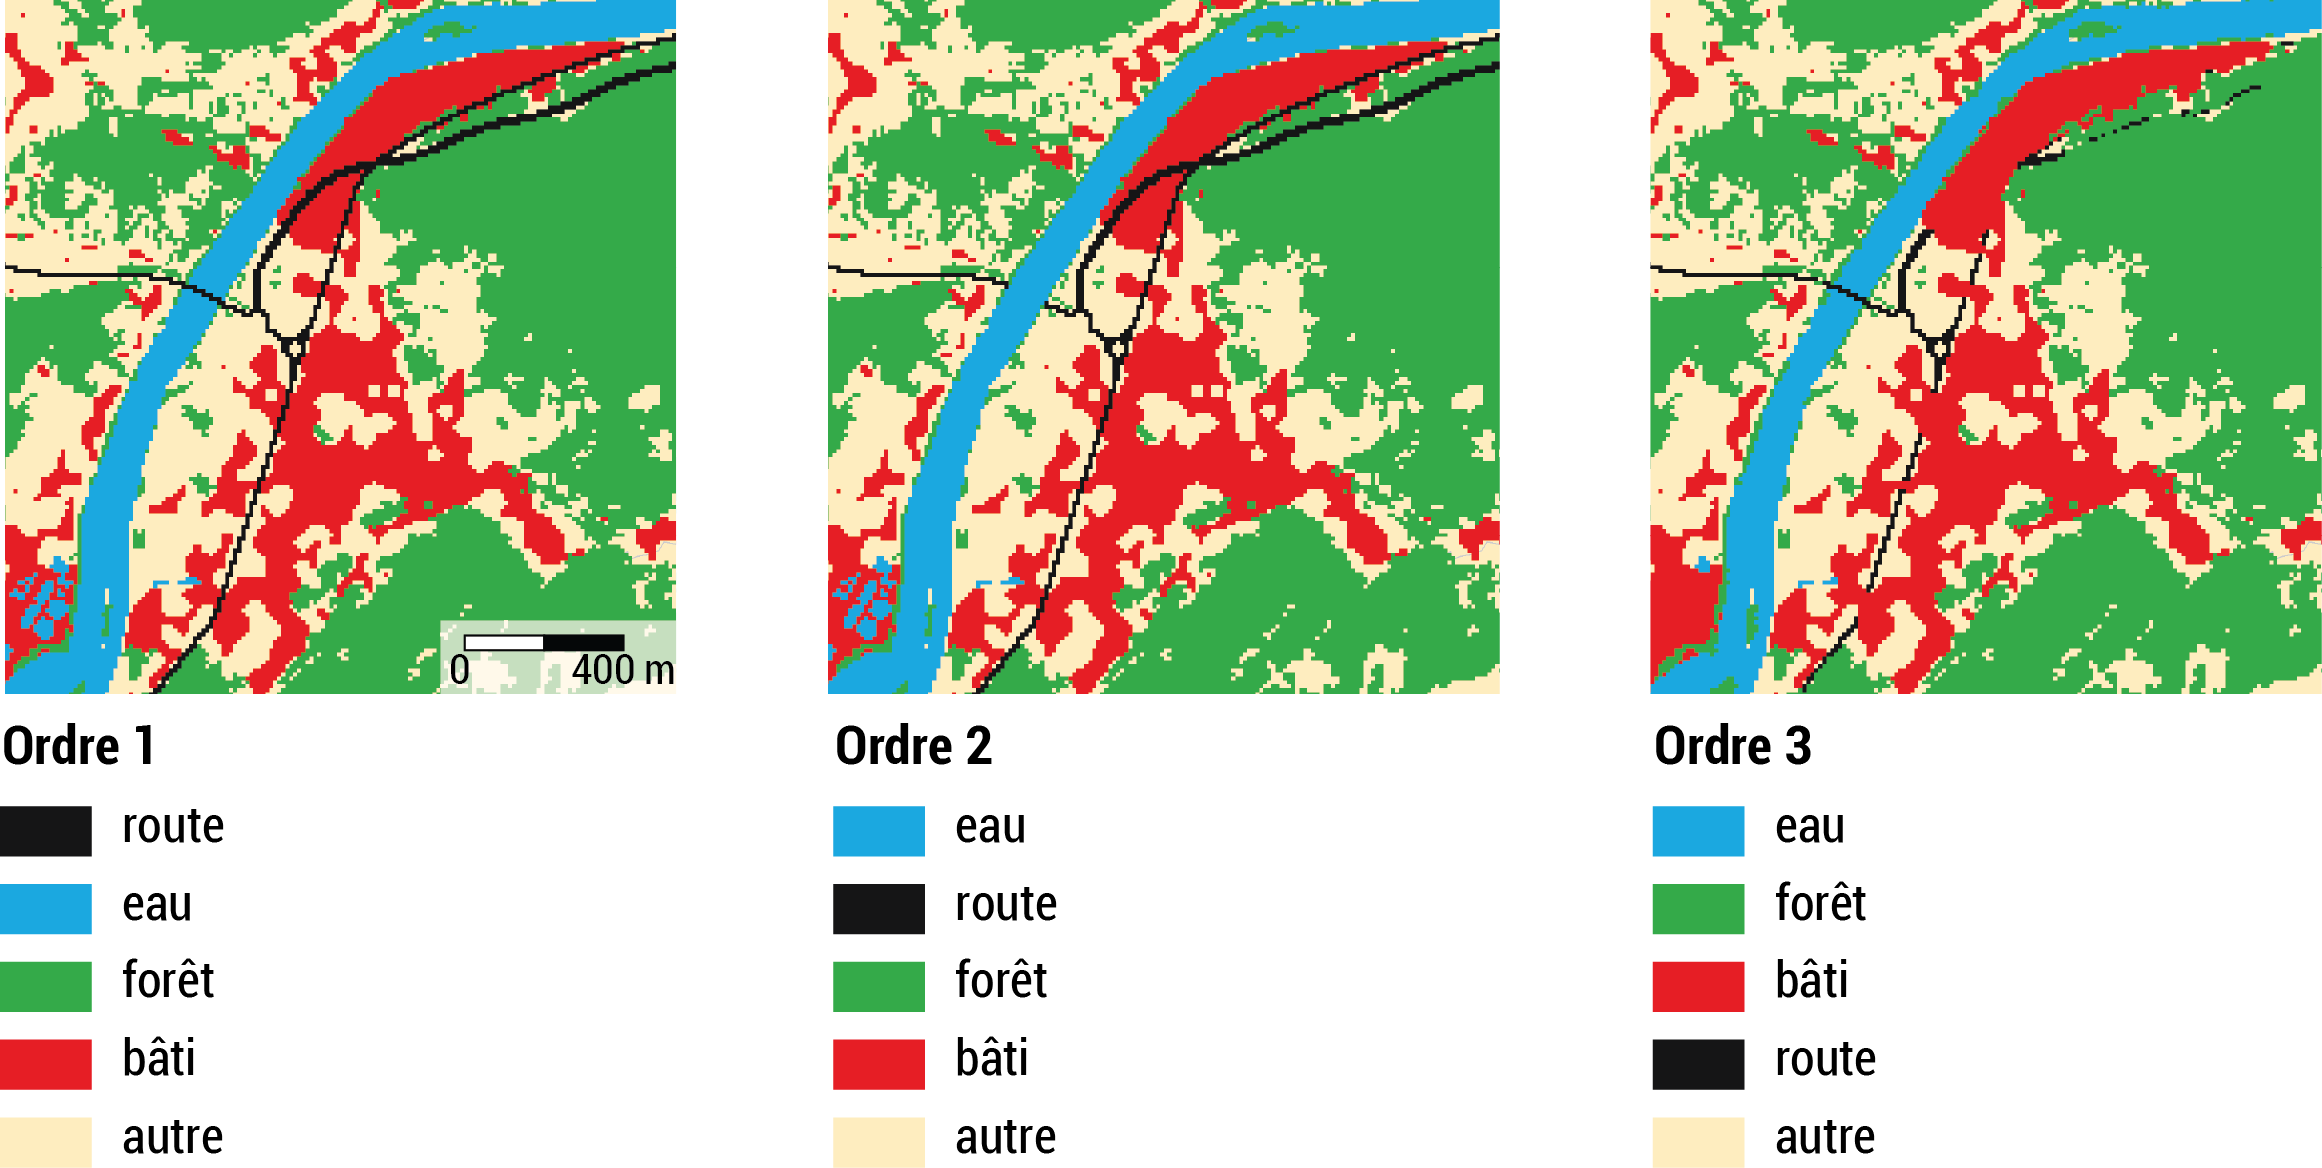 0 400 m
Ordre 1
route
eau
forêt
bâti
autre
Ordre 2
eau
route
forêt
bâti
autre
Ordre 3
eau
forêt
bâti
route
autre